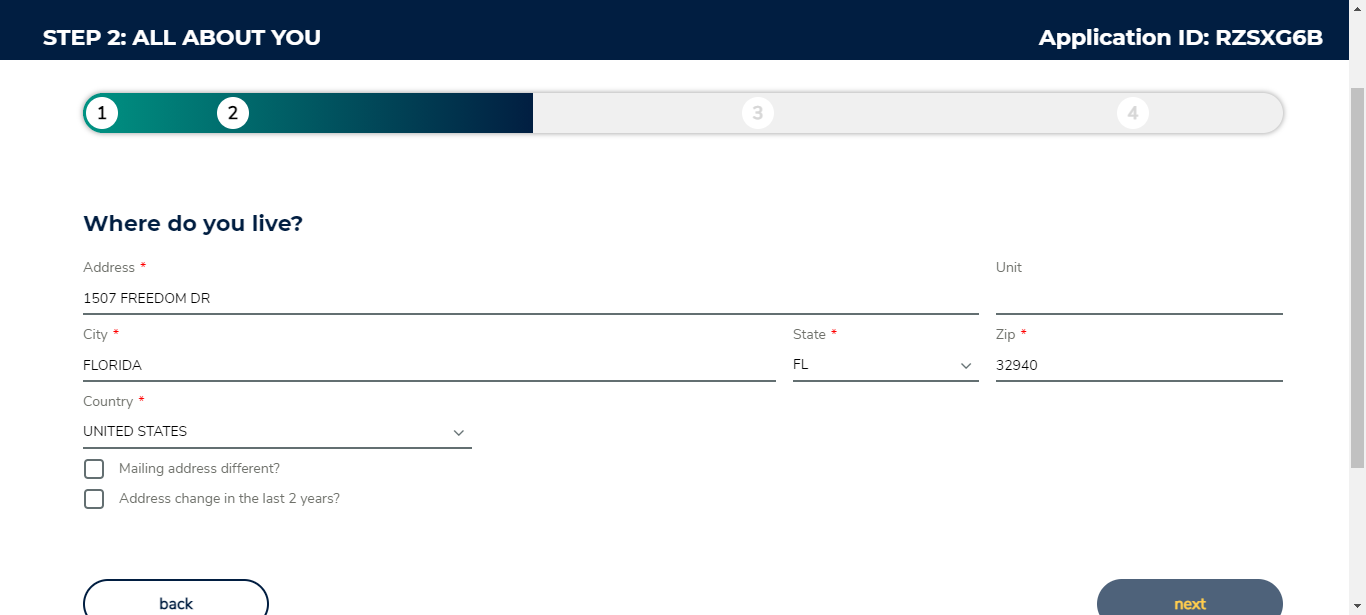 STEP 2: ALL ABOUT YOU
Application ID: RZSXG6B
1 2 3 4
Where do you live?
Address * Unit
1507 FREEDOM DR
City * State * Zip *
FLORIDA FL 32940
Country *
UNITED STATES
Mailing address different?
Address change in the last 2 years?
back next